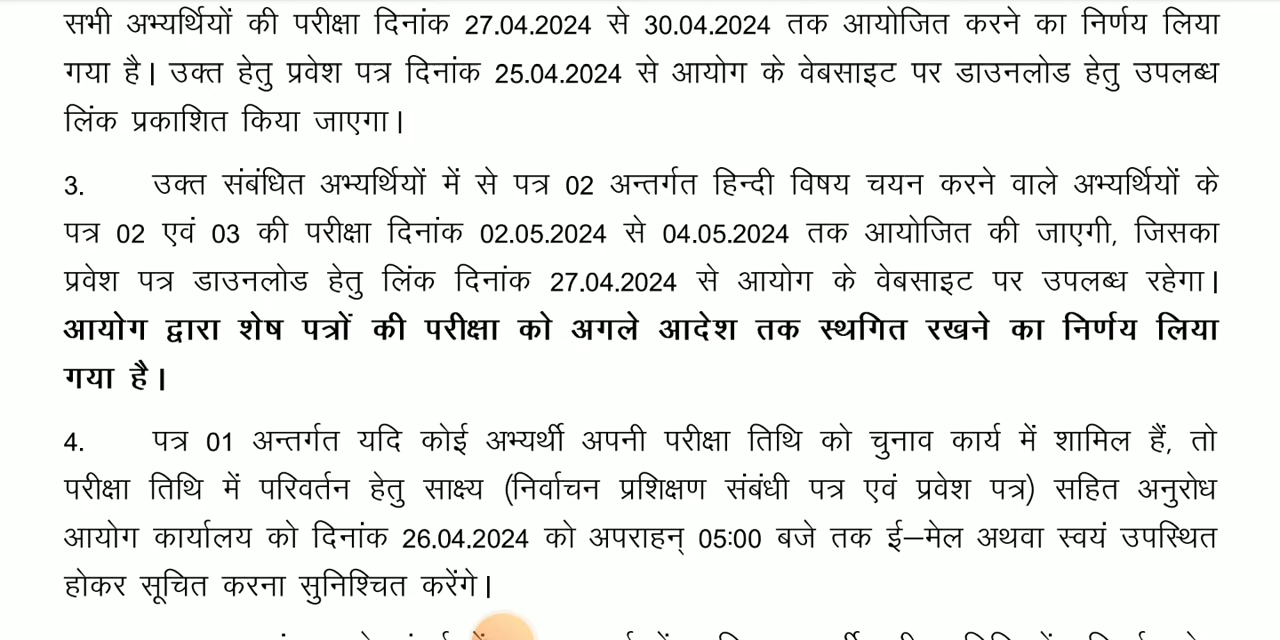 सभी अभ्यर्थियों की परीक्षा दिनांक 27.04.2024 से 30.04.2024 तक आयोजित करने का निर्णय लिया
गया है। उक्त हेतु प्रवेश पत्र दिनांक 25.04.2024 से आयोग के वेबसाइट पर डाउनलोड हेतु उपलब्ध
लिंक प्रकाशित किया जाएगा।
3. उक्त संबंधित अभ्यर्थियों में से पत्र 02 अन्तर्गत हिन्दी विषय चयन करने वाले अभ्यर्थियों के
पत्र 02 एवं 03 की परीक्षा दिनांक 02.05.2024 से 04.05.2024 तक आयोजित की जाएगी, जिसका
प्रवेश पत्र डाउनलोड हेतु लिंक दिनांक 27.04.2024 से आयोग के वेबसाइट पर उपलब्ध रहेगा।
आयोग द्वारा शेष पत्रों की परीक्षा को अगले आदेश तक स्थगित रखने का निर्णय लिया
गया है।
4. पत्र 01 अन्तर्गत यदि कोई अभ्यर्थी अपनी परीक्षा तिथि को चुनाव कार्य में शामिल हैं, तो
परीक्षा तिथि में परिवर्तन हेतु साक्ष्य (निर्वाचन प्रशिक्षण संबंधी पत्र एवं प्रवेश पत्र) सहित अनुरोध
आयोग कार्यालय को दिनांक 26.04.2024 को अपराहन् 05:00 बजे तक ई–मेल अथवा स्वयं उपस्थित
होकर सूचित करना सुनिश्चित करेंगे।